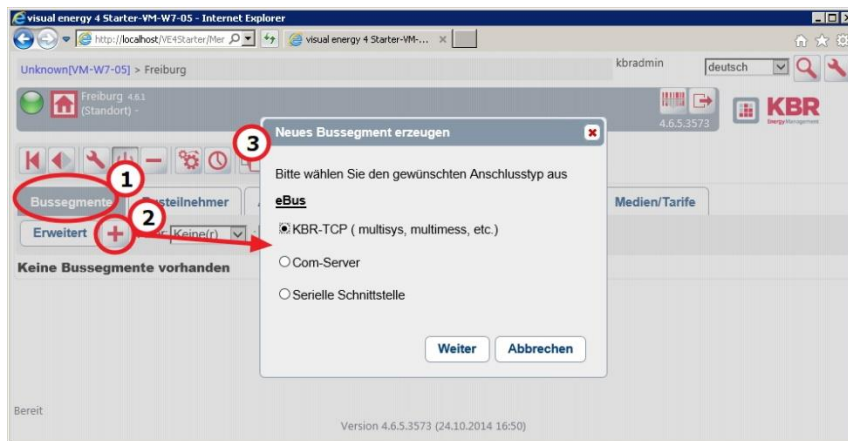 visual energy 4 Starter-VM-W7-05 - Internet Explorer
http://localhost/VE4Starter/Mer
visual energy 4 Starter-VM-... ×
Unknown[VM-W7-05] > Freiburg
kbradmin
deutsch
Freiburg 4.6.1
(Standort) -
4.6.5.3573
KBR
Energy Management
3
Neues Bussegment erzeugen
1
Bussegmente
steilnehmer
Medien/Tarife
2
Erweitert
Keine(r)
Keine Bussegmente vorhanden
Bitte wählen Sie den gewünschten Anschlusstyp aus
eBus
KBR-TCP ( multisys, multimess, etc.)
Com-Server
Serielle Schnittstelle
Weiter
Abbrechen
Bereit
Version 4.6.5.3573 (24.10.2014 16:50)